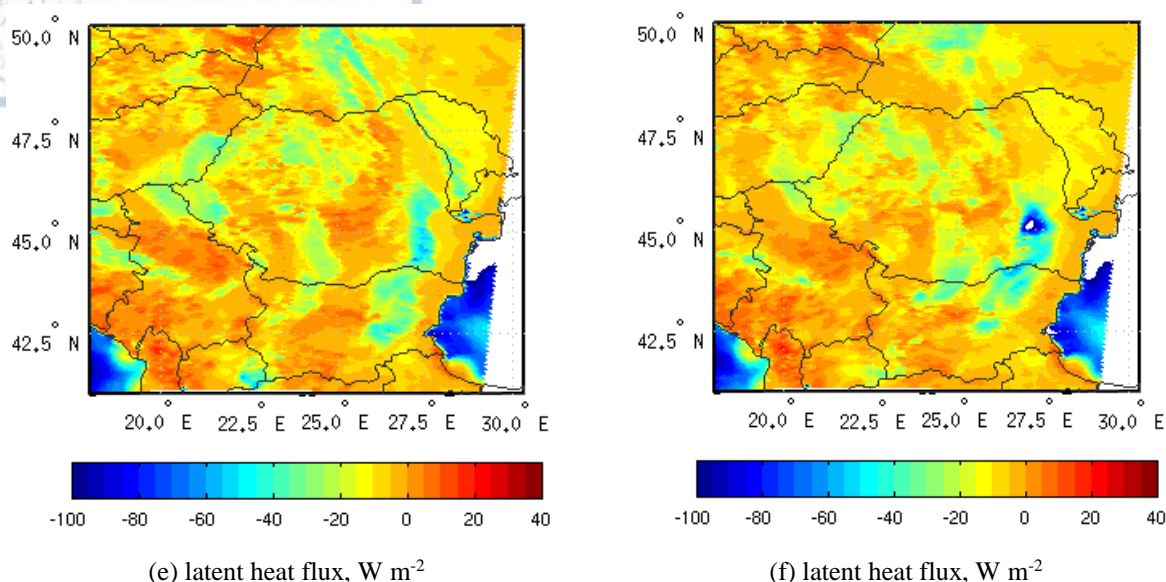 50.0° N
47.5° N
45.0° N
42.5° N
20.0° E 22.5° E 25.0° E 27.5° E 30.0° E
-100 -80 -60 -40 -20 0 20 40
(e) latent heat flux, W m-2
50.0° N
47.5° N
45.0° N
42.5° N
20.0° E 22.5° E 25.0° E 27.5° E 30.0° E
-100 -80 -60 -40 -20 0 20 40
(f) latent heat flux, W m-2